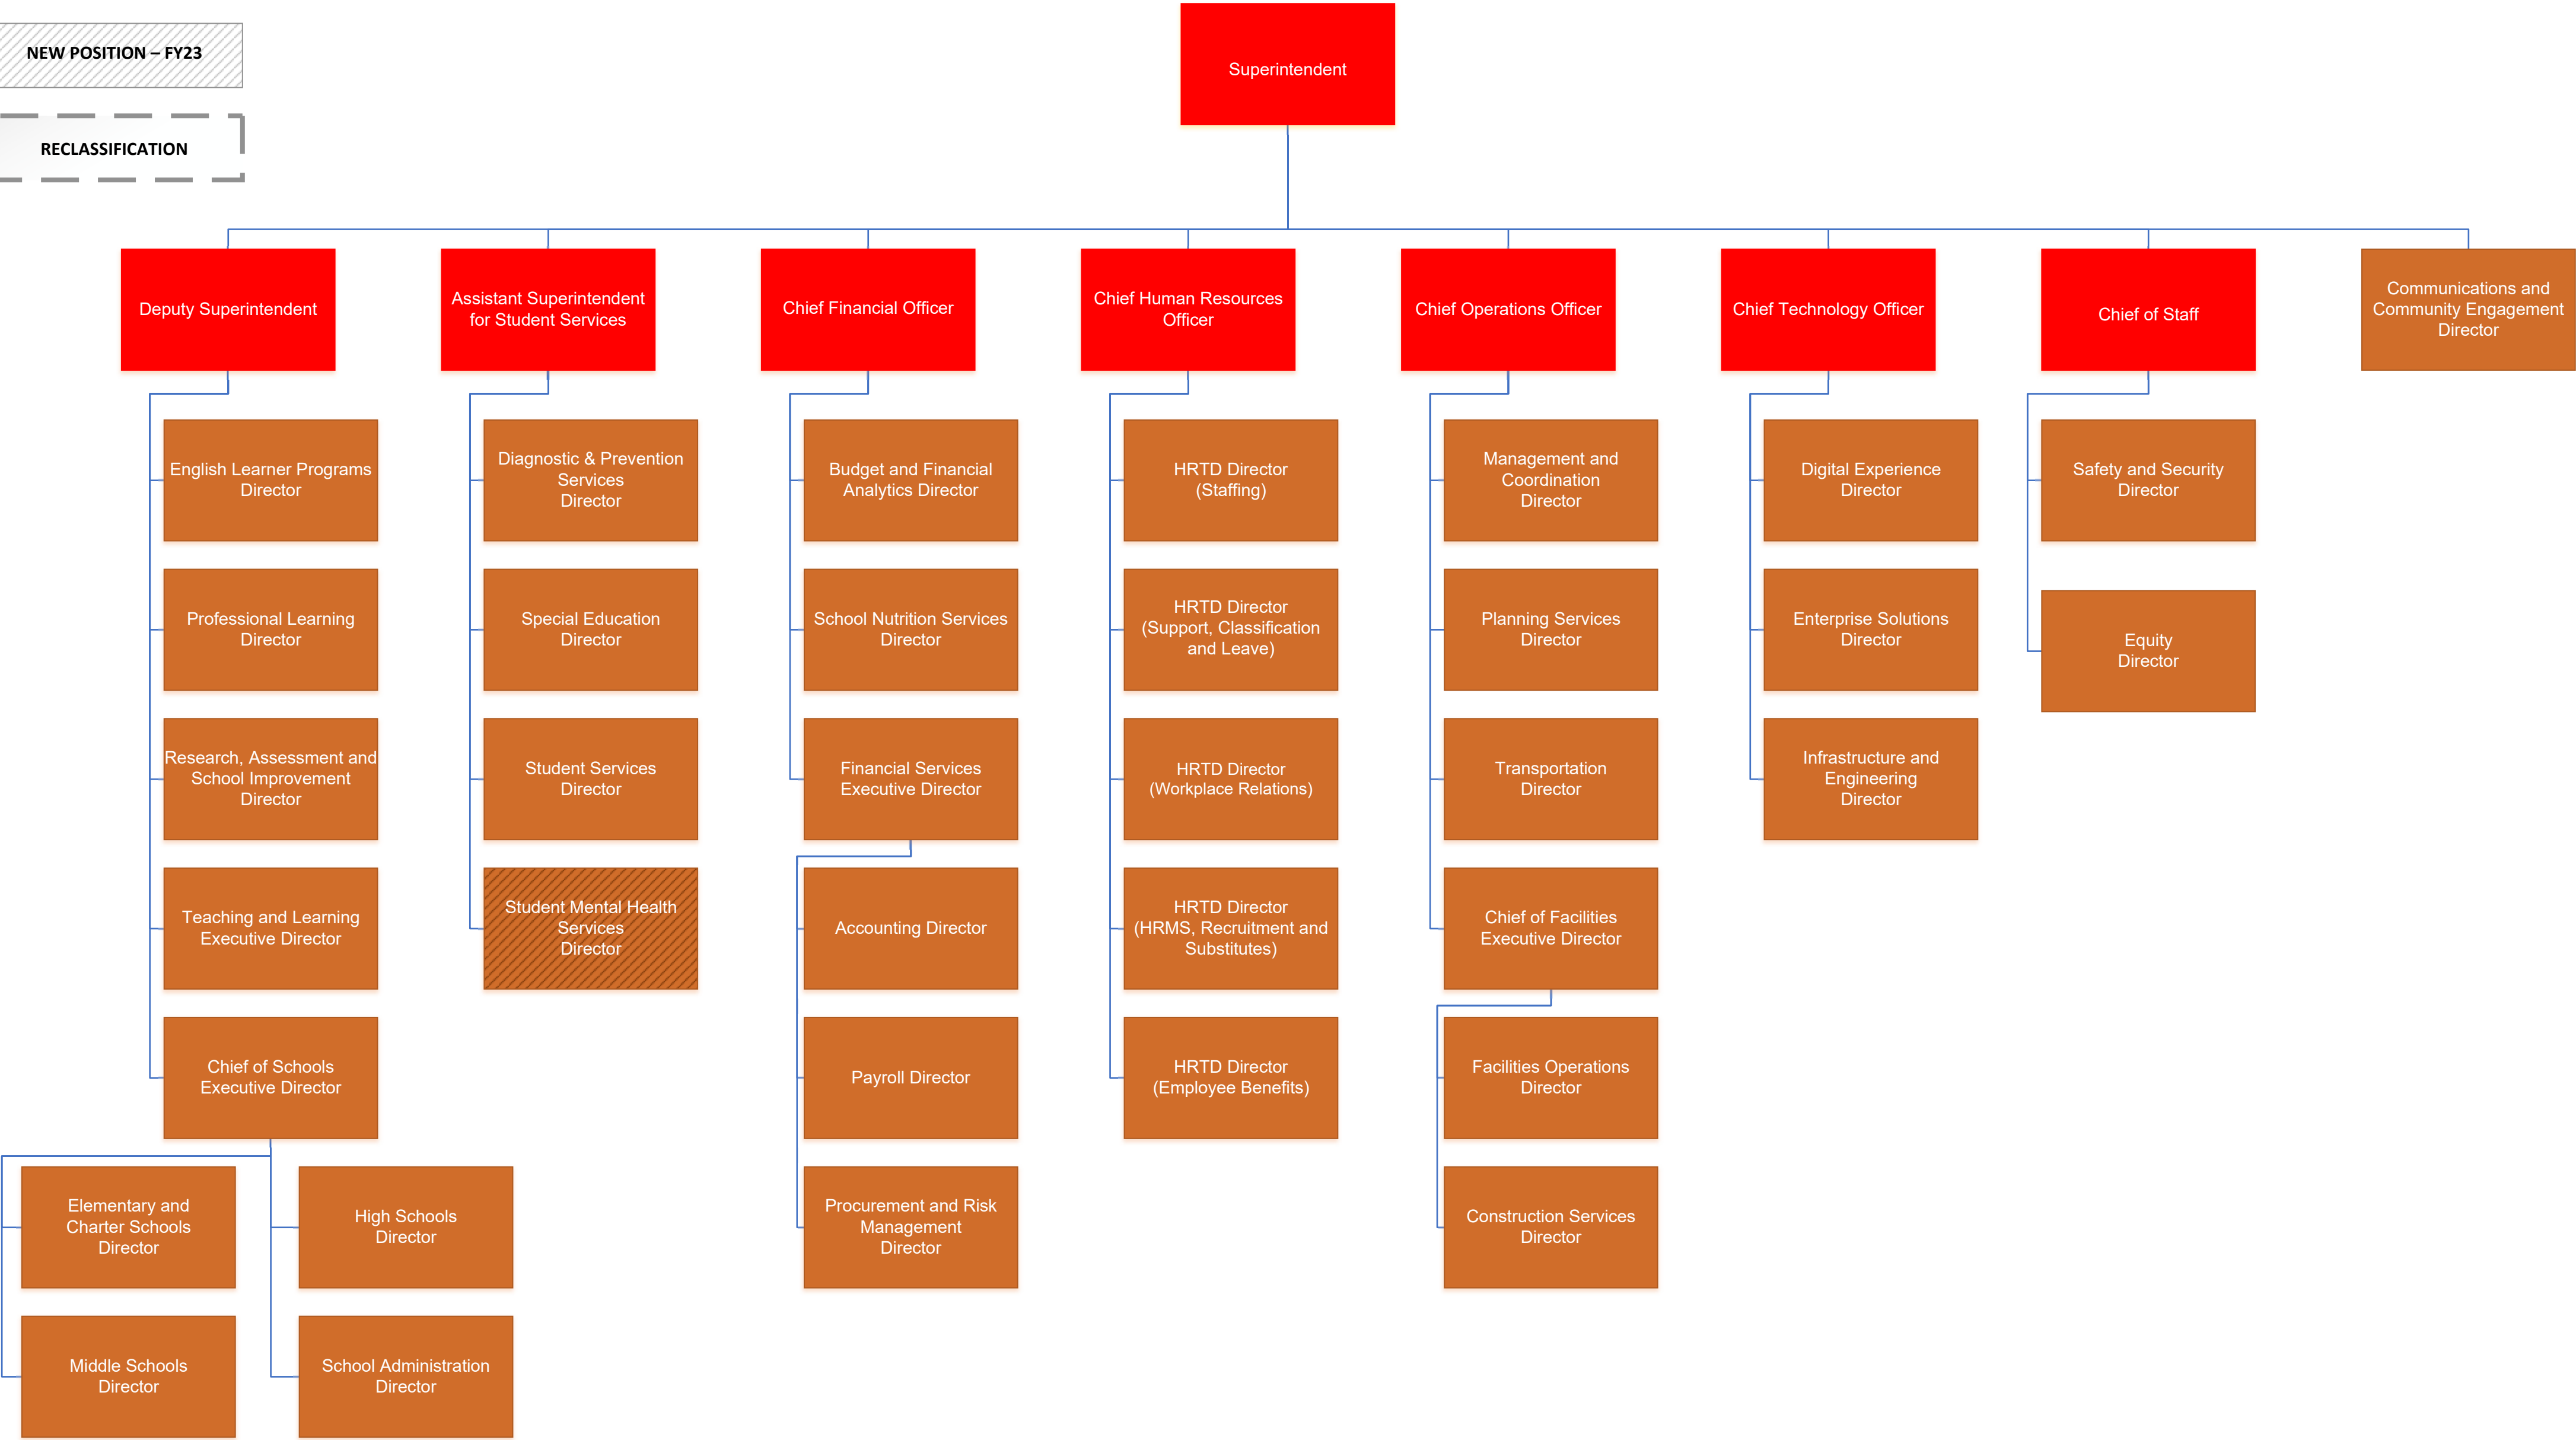 NEW POSITION – FY23
RECLASSIFICATION
Superintendent
Deputy Superintendent
Assistant Superintendent
for Student Services
Chief Financial Officer
Chief Human Resources
Officer
Chief Operations Officer
Chief Technology Officer
Chief of Staff
Communications and
Community Engagement
Director
English Learner Programs
Director
Professional Learning
Director
Research, Assessment and
School Improvement
Director
Teaching and Learning
Executive Director
Chief of Schools
Executive Director
Elementary and
Charter Schools
Director
Middle Schools
Director
High Schools
Director
School Administration
Director
Diagnostic & Prevention
Services
Director
Special Education
Director
Student Services
Director
Student Mental Health
Services
Director
Budget and Financial
Analytics Director
School Nutrition Services
Director
Financial Services
Executive Director
Accounting Director
Payroll Director
Procurement and Risk
Management
Director
HRTD Director
(Staffing)
HRTD Director
(Support, Classification
and Leave)
HRTD Director
(Workplace Relations)
HRTD Director
(HRMS, Recruitment and
Substitutes)
HRTD Director
(Employee Benefits)
Management and
Coordination
Director
Planning Services
Director
Transportation
Director
Chief of Facilities
Executive Director
Facilities Operations
Director
Construction Services
Director
Digital Experience
Director
Enterprise Solutions
Director
Infrastructure and
Engineering
Director
Safety and Security
Director
Equity
Director